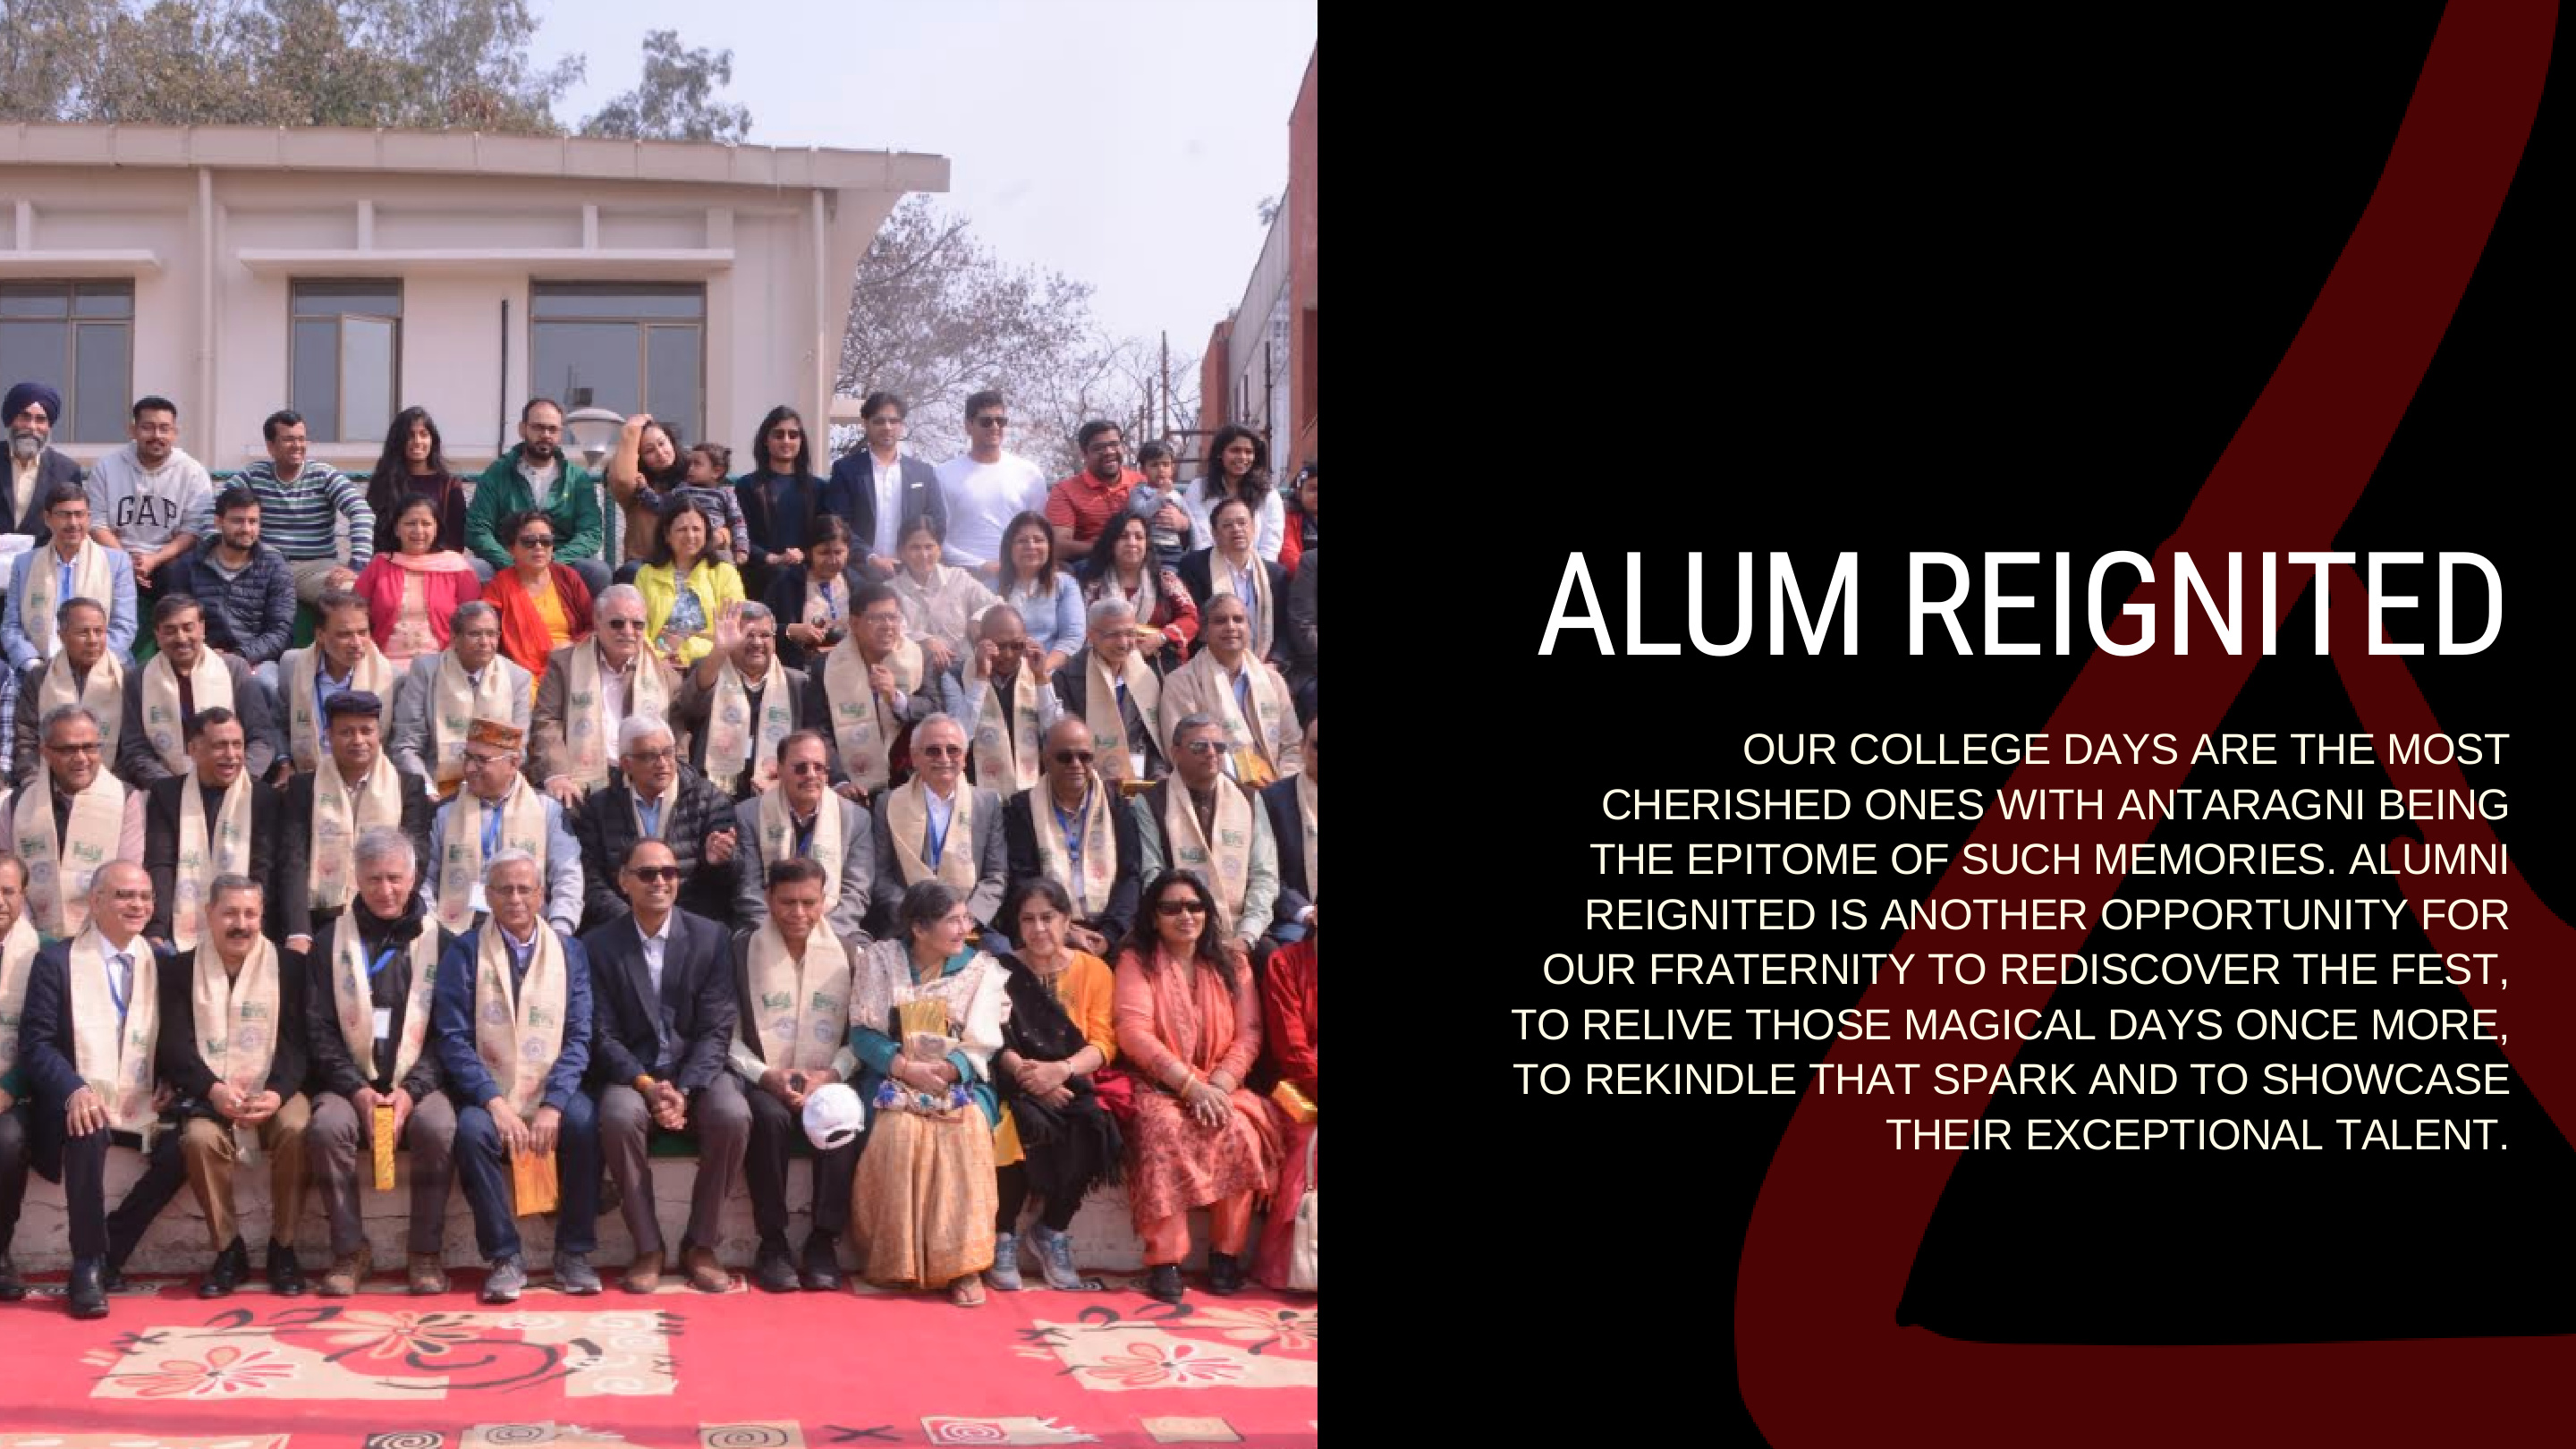 GAP
ALUM REIGNITED
OUR COLLEGE DAYS ARE THE MOST
CHERISHED ONES WITH ANTARAGNI BEING
THE EPITOME OF SUCH MEMORIES. ALUMNI
REIGNITED IS ANOTHER OPPORTUNITY FOR
OUR FRATERNITY TO REDISCOVER THE FEST,
TO RELIVE THOSE MAGICAL DAYS ONCE MORE,
TO REKINDLE THAT SPARK AND TO SHOWCASE
THEIR EXCEPTIONAL TALENT.